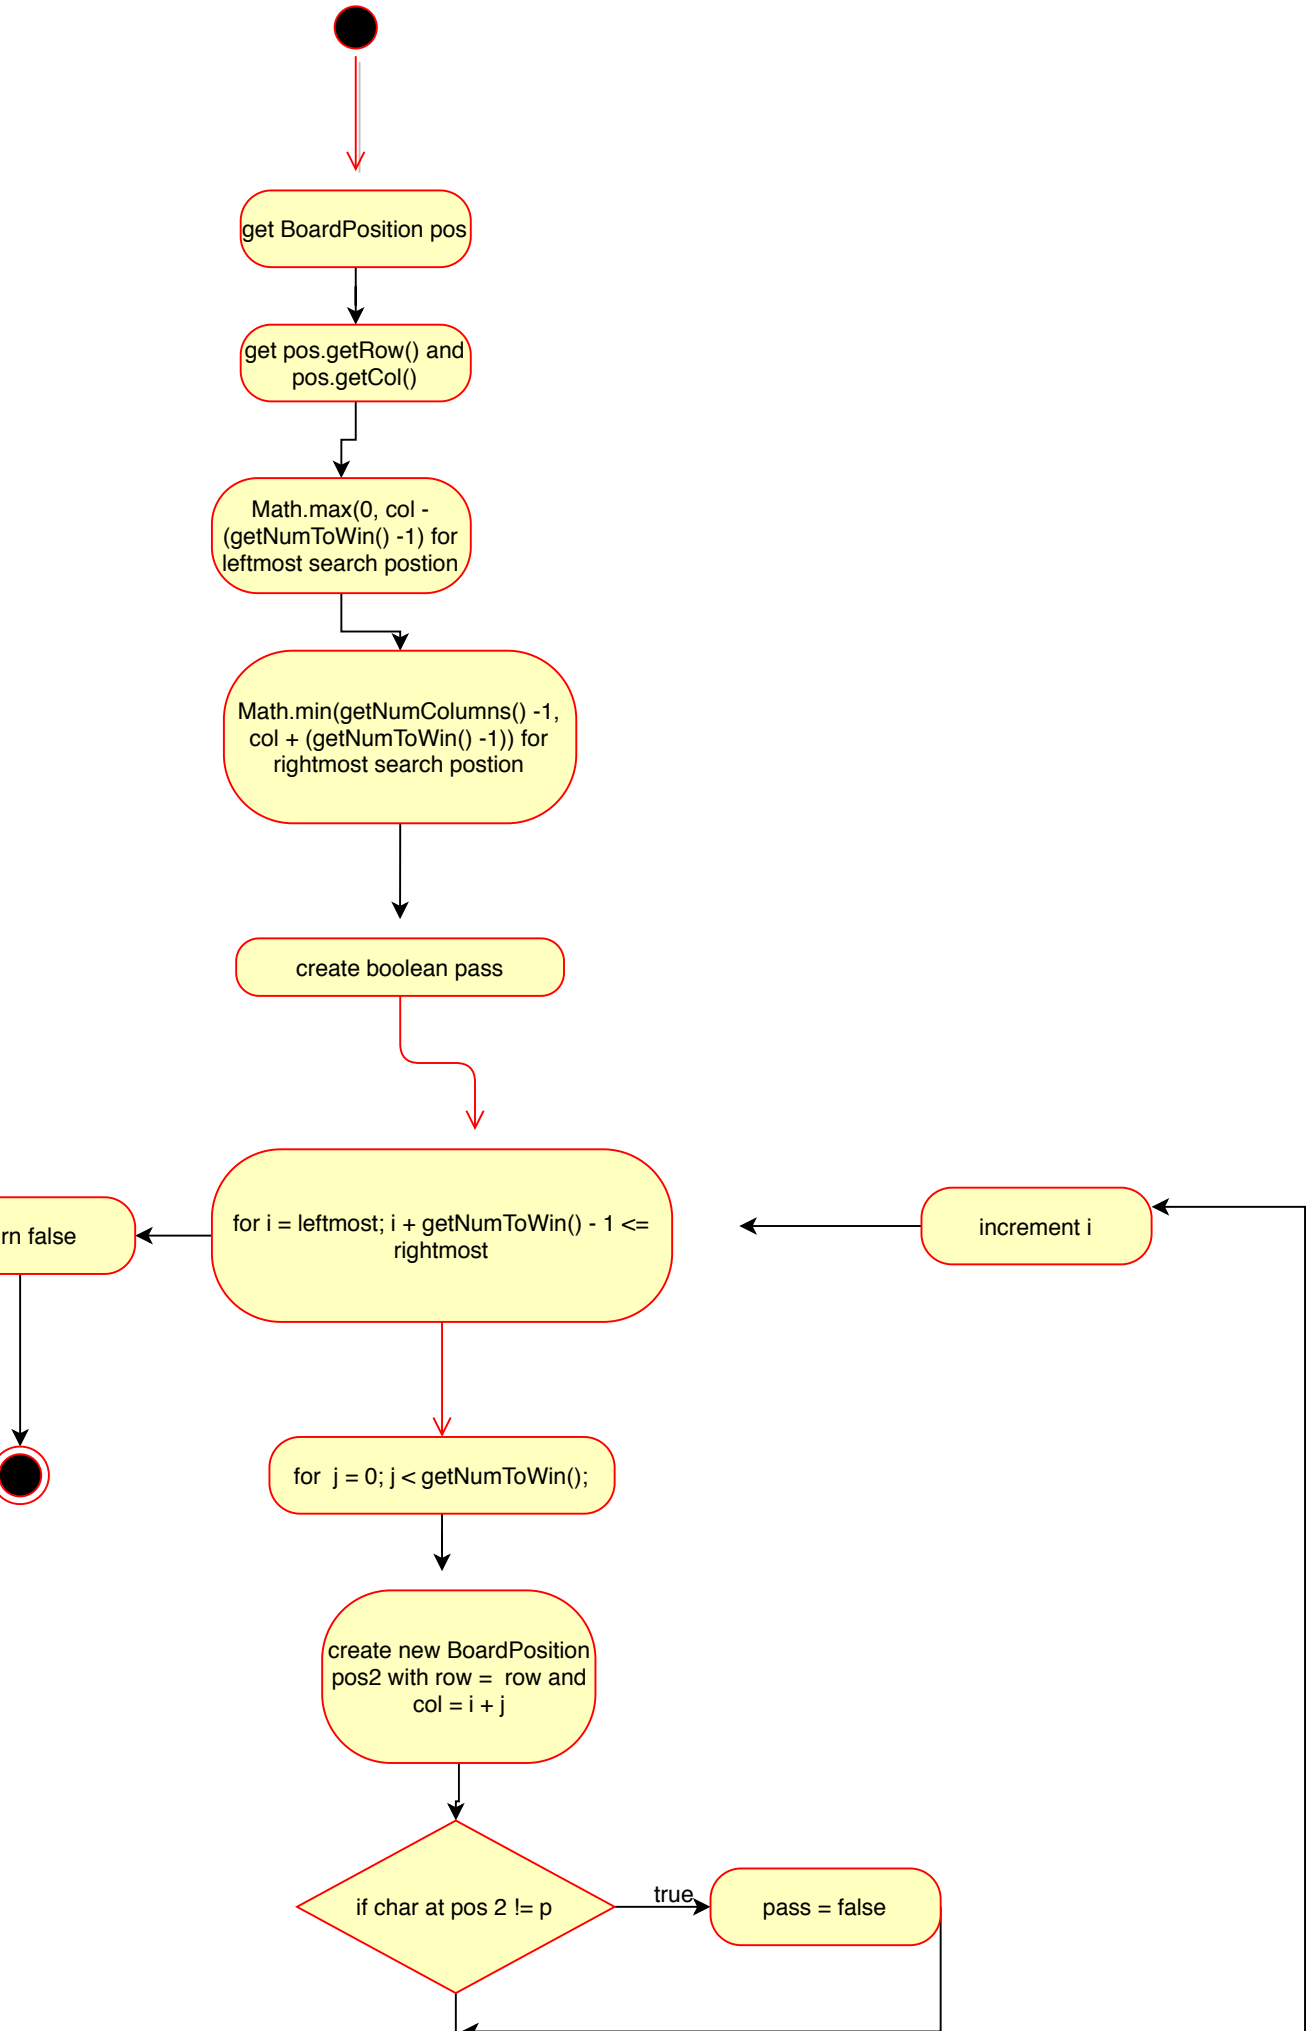 get BoardPosition pos
get pos.getRow() and
pos.getCol()
Math.max(0, col -
(getNumToWin() -1) for
leftmost search postion
Math.min(getNumColumns() -1,
col + (getNumToWin() -1)) for
rightmost search postion
create boolean pass
rn false
for i = leftmost; i + getNumToWin() - 1 <=
rightmost
increment i
for  j = 0; j < getNumToWin();
create new BoardPosition
pos2 with row =  row and
col = i + j
if char at pos 2 != p
true
pass = false